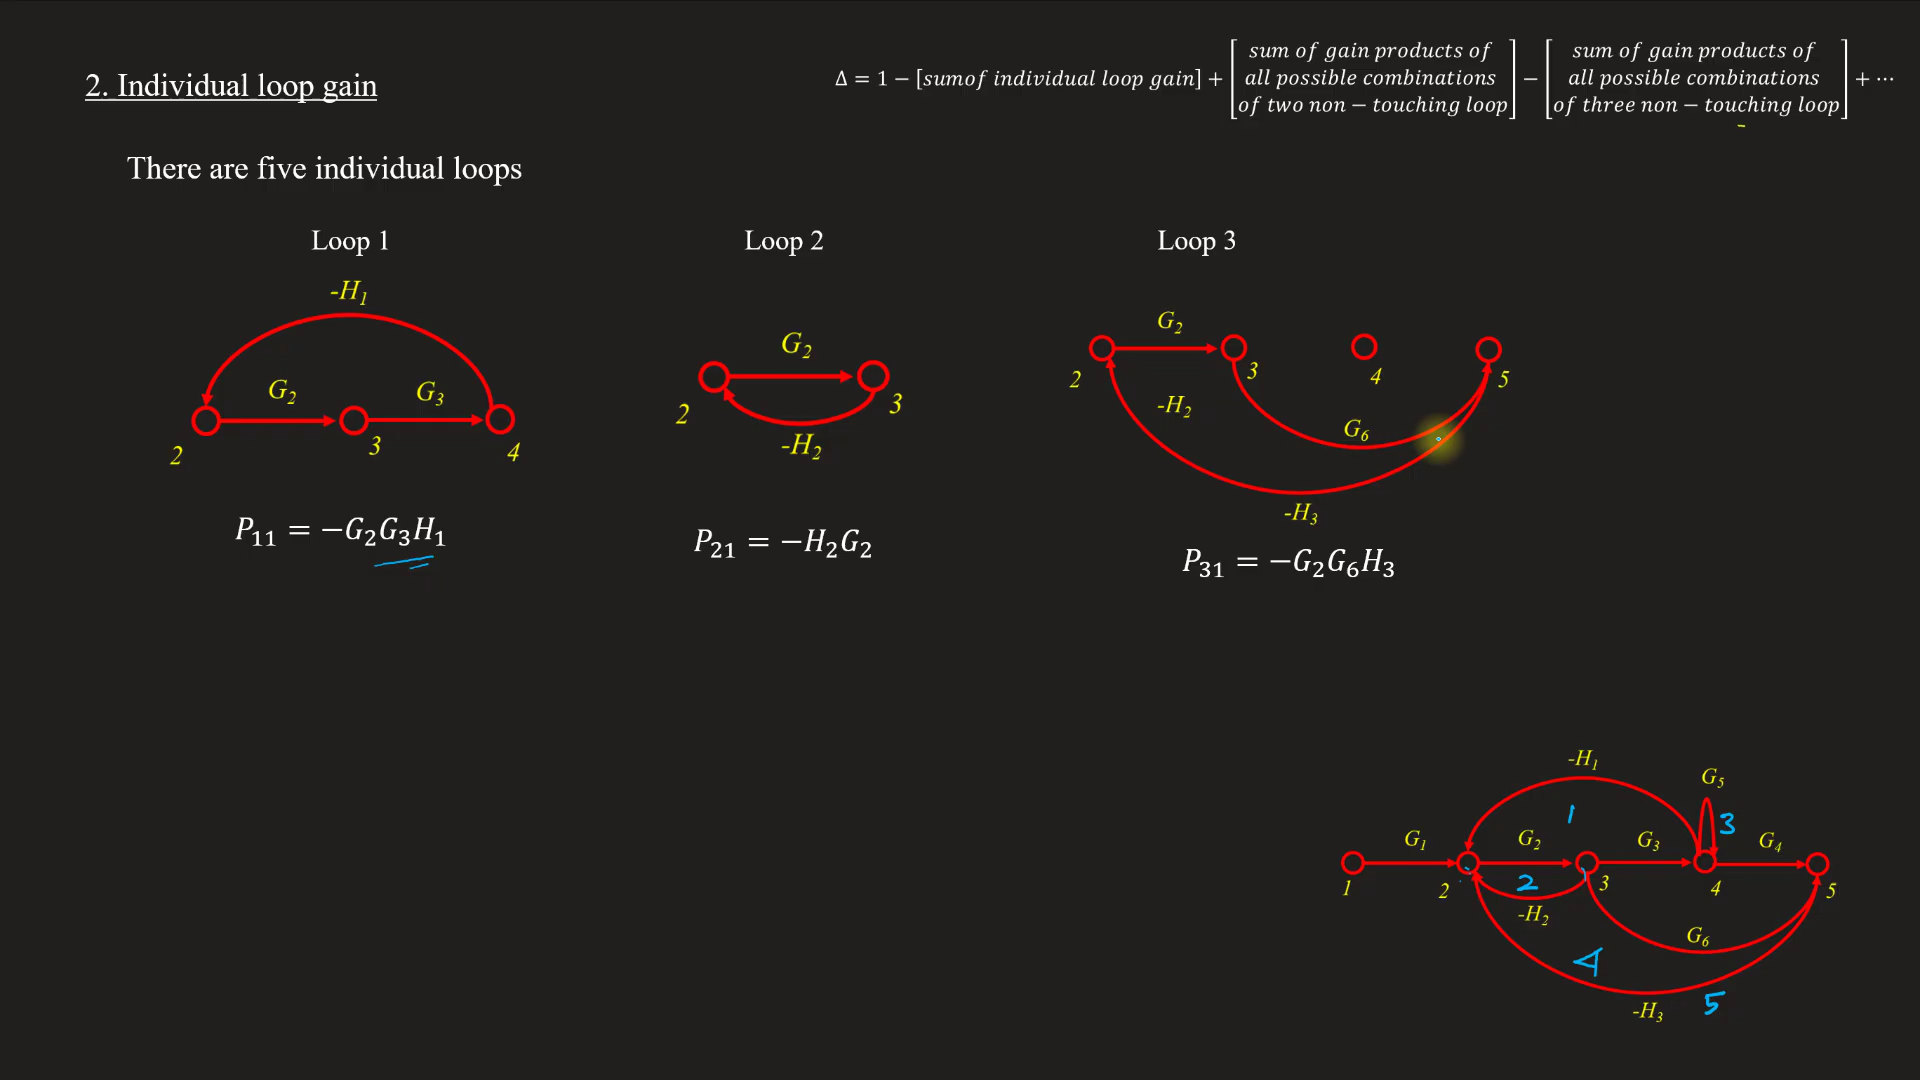 2. Individual loop gain
Δ = 1 − [sumof individual loop gain] + [sum of gain products of all possible combinations of two non − touching loop] − [sum of gain products of all possible combinations of three non − touching loop] + ⋯
There are five individual loops
Loop 1
-H₁
G₂
G₃
2
3
4
P₁₁ = −G₂G₃H₁
Loop 2
G₂
2
3
-H₂
P₂₁ = −H₂G₂
Loop 3
G₂
2
3
4
5
-H₂
G₆
-H₃
P₃₁ = −G₂G₆H₃
-H₁
G₅
1
3
G₁
G₂
G₃
G₄
1
2
2
3
4
5
-H₂
G₆
4
5
-H₃